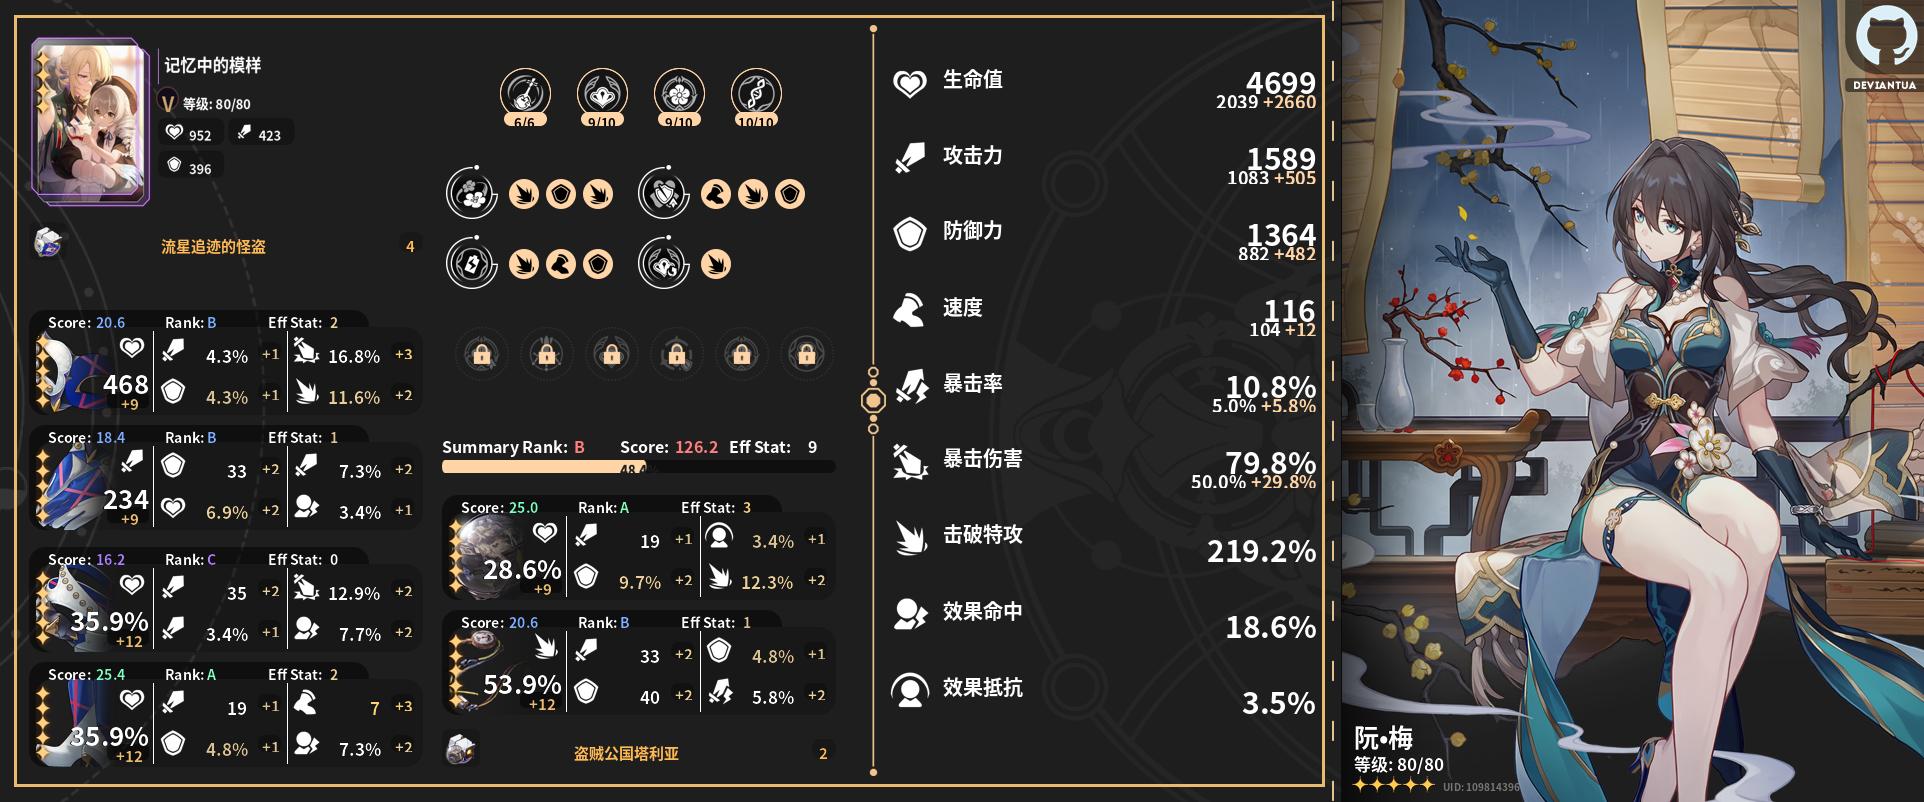 记忆中的模样
V 等级: 80/80
952 423
396
流星追迹的怪盗 4
Score: 20.6 Rank: B Eff Stat: 2
4.3% +1 16.8% +3
468 +9 4.3% +1 11.6% +2
Score: 18.4 Rank: B Eff Stat: 1
33 +2 7.3% +2
234 +9 6.9% +2 3.4% +1
Score: 16.2 Rank: C Eff Stat: 0
35 +2 12.9% +2
35.9% +12 3.4% +1 7.7% +2
Score: 25.4 Rank: A Eff Stat: 2
19 +1 7 +3
35.9% +12 4.8% +1 7.3% +2
6/6 9/10 9/10 10/10
Summary Rank: B Score: 126.2 Eff Stat: 9
Score: 25.0 Rank: A Eff Stat: 3
19 +1 3.4% +1
28.6% +9 9.7% +2 12.3% +2
Score: 20.6 Rank: B Eff Stat: 1
33 +2 4.8% +1
53.9% +12 40 +2 5.8% +2
盗贼公国塔利亚 2
生命值 4699
2039 +2660
攻击力 1589
1083 +505
防御力 1364
882 +482
速度 116
104 +12
暴击率 10.8%
5.0% +5.8%
暴击伤害 79.8%
50.0% +29.8%
击破特攻 219.2%
效果命中 18.6%
效果抵抗 3.5%
DEVIANTUA
阮•梅
等级: 80/80
UID: 109814396